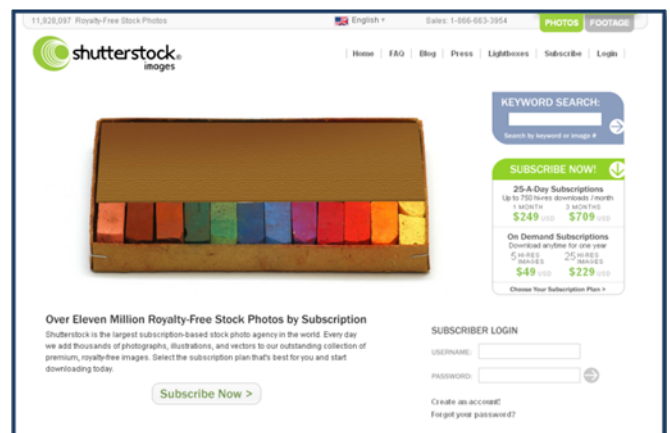 11,928,097 Royalty-Free Stock Photos
English
Sales: 1-866-663-3954
PHOTOS
FOOTAGE
shutterstock®
images
Home | FAQ | Blog | Press | Lightboxes | Subscribe | Login
KEYWORD SEARCH:
Search by keyword or image #
SUBSCRIBE NOW!
25-A-Day Subscriptions
Up to 750 hi-res downloads / month
1 MONTH 3 MONTHS
$249 USD $709 USD
On Demand Subscriptions
Download anytime for one year
5 HI-RES IMAGES 25 HI-RES IMAGES
$49 USD $229 USD
Choose Your Subscription Plan >
Over Eleven Million Royalty-Free Stock Photos by Subscription
Shutterstock is the largest subscription-based stock photo agency in the world. Every day
we add thousands of photographs, illustrations, and vectors to our outstanding collection of
premium, royalty-free images. Select the subscription plan that's best for you and start
downloading today.
Subscribe Now >
SUBSCRIBER LOGIN
USERNAME:
PASSWORD:
Create an account!
Forgot your password?